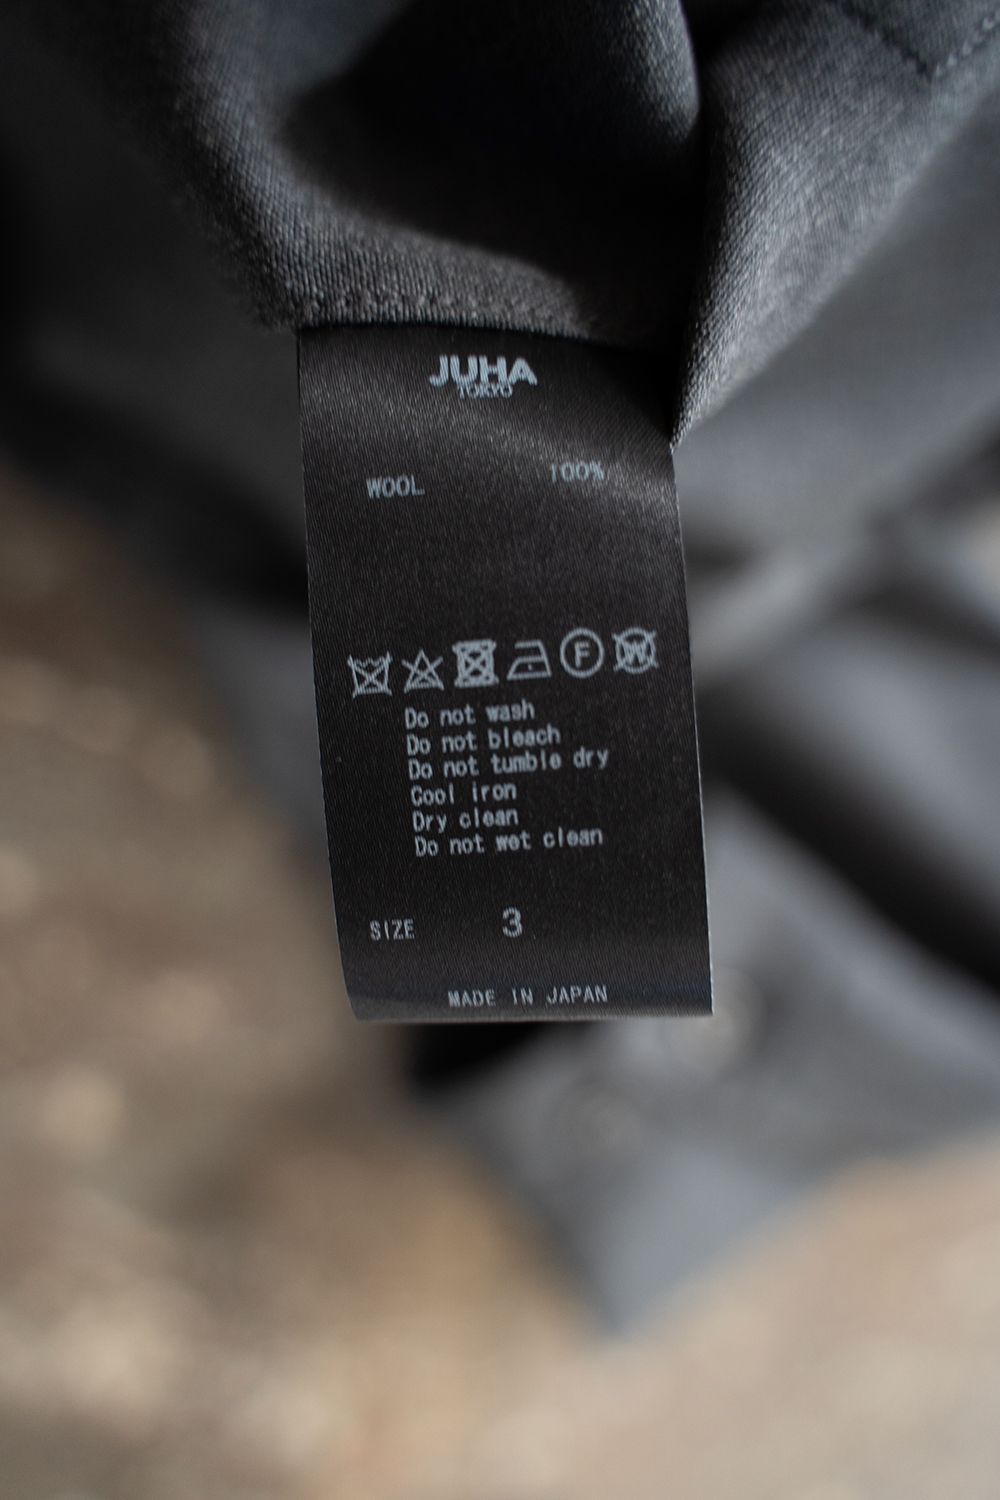 JUHA
TOKYO
WOOL 100%
F W
Do not wash
Do not bleach
Do not tumble dry
Cool iron
Dry clean
Do not wet clean
SIZE 3
MADE IN JAPAN